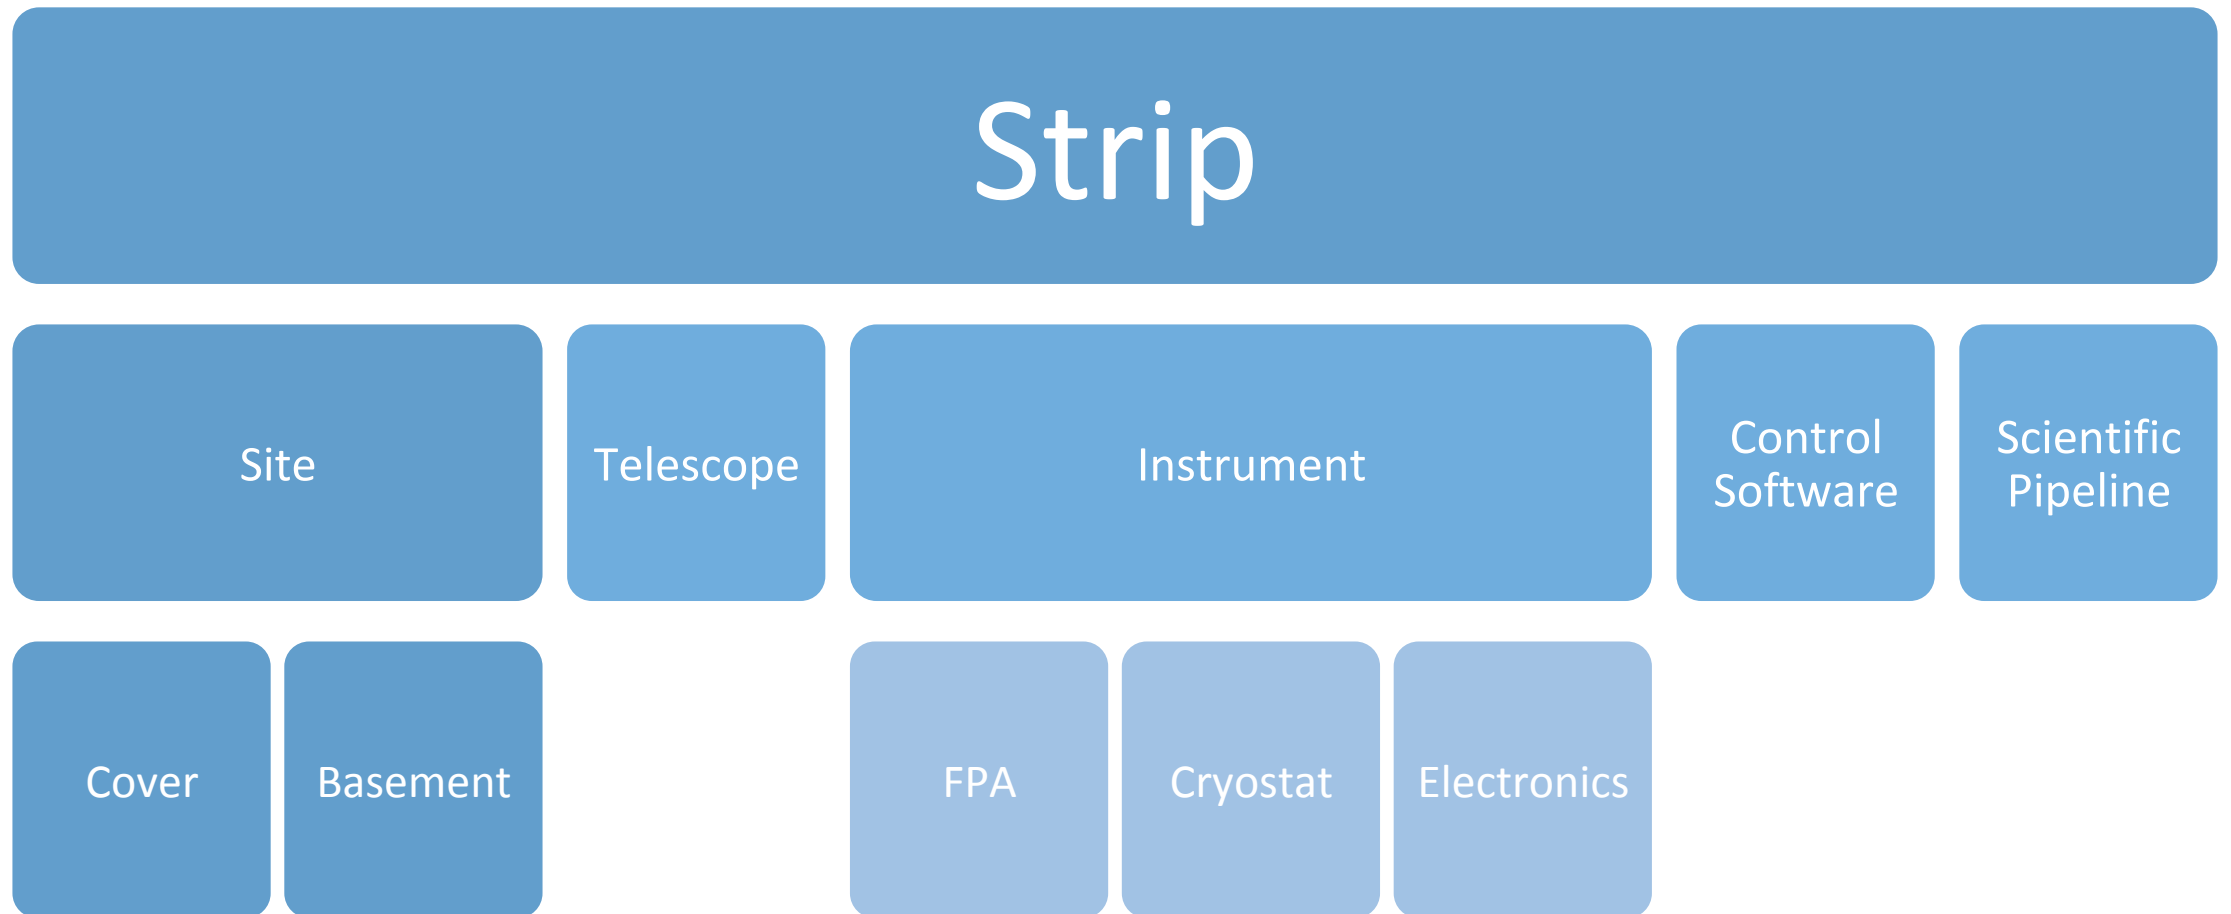 Strip
Site
Telescope
Instrument
Control
Software
Scientific
Pipeline
Cover
Basement
FPA
Cryostat
Electronics